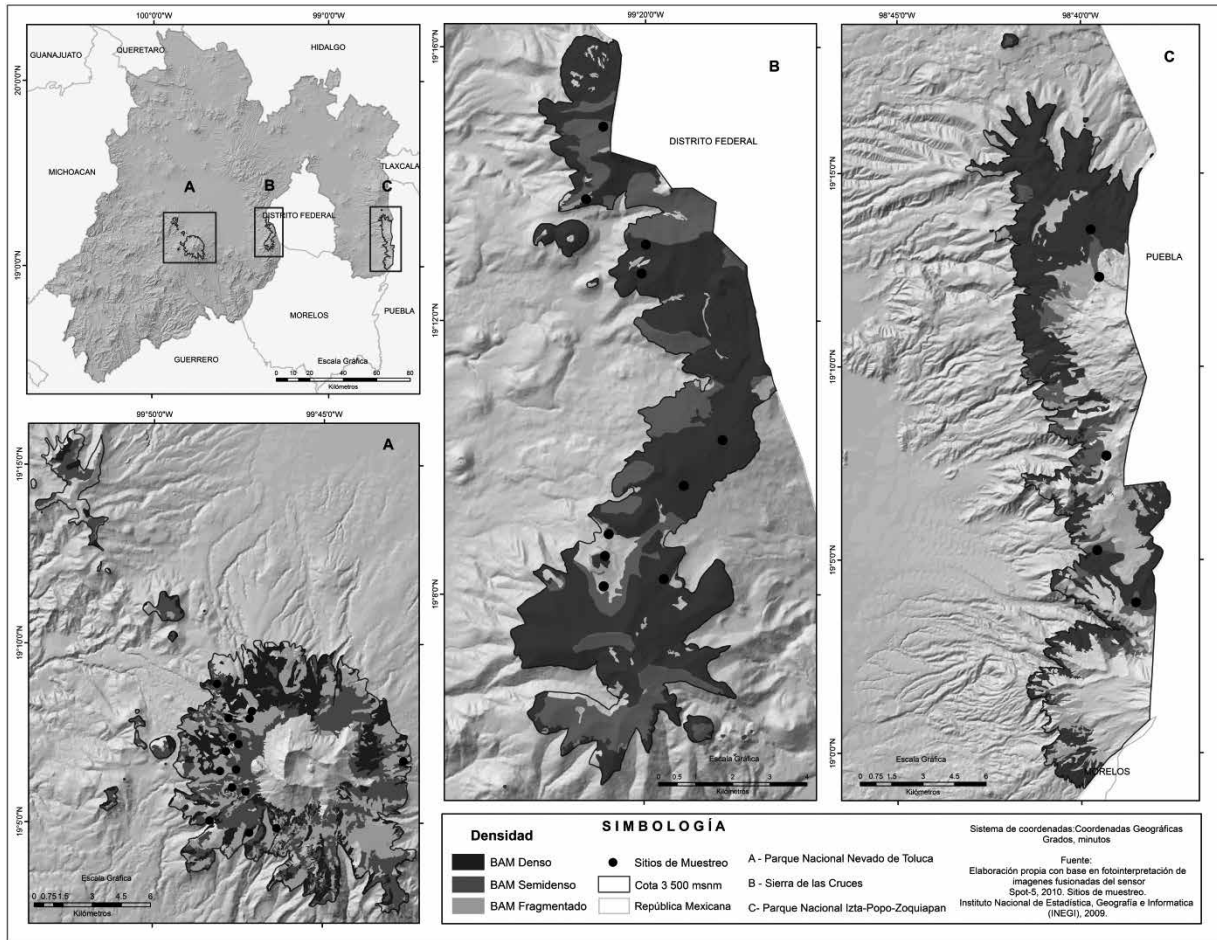 100°0'0"W
99°0'0"W
20°0'0"N
19°0'0"N
GUANAJUATO
QUERETARO
HIDALGO
MICHOACAN
TLAXCALA
A
B
C
DISTRITO FEDERAL
MORELOS
PUEBLA
GUERRERO
Escala Gráfica
0 10 20 40 60 80
Kilómetros
99°50'0"W
99°45'0"W
A
19°15'0"N
19°10'0"N
19°5'0"N
Escala Gráfica
0 0.75 1.5 3 4.5 6
Kilómetros
99°20'0"W
B
19°16'0"N
19°12'0"N
19°8'0"N
DISTRITO FEDERAL
Escala Gráfica
0 0.5 1 2 3 4
Kilómetros
98°45'0"W
98°40'0"W
C
19°15'0"N
19°10'0"N
19°5'0"N
19°0'0"N
PUEBLA
MORELOS
Escala Gráfica
0 0.75 1.5 3 4.5 6
Kilómetros
SIMBOLOGÍA
Densidad
BAM Denso
BAM Semidenso
BAM Fragmentado
Sitios de Muestreo
Cota 3 500 msnm
República Mexicana
A - Parque Nacional Nevado de Toluca
B - Sierra de las Cruces
C- Parque Nacional Izta-Popo-Zoquiapan
Sistema de coordenadas:Coordenadas Geográficas
Grados, minutos
Fuente:
Elaboración propia con base en fotointerpretación de
imagenes fusionadas del sensor
Spot-5, 2010. Sitios de muestreo.
Instituto Nacional de Estadística, Geografía e Informatica
(INEGI), 2009.